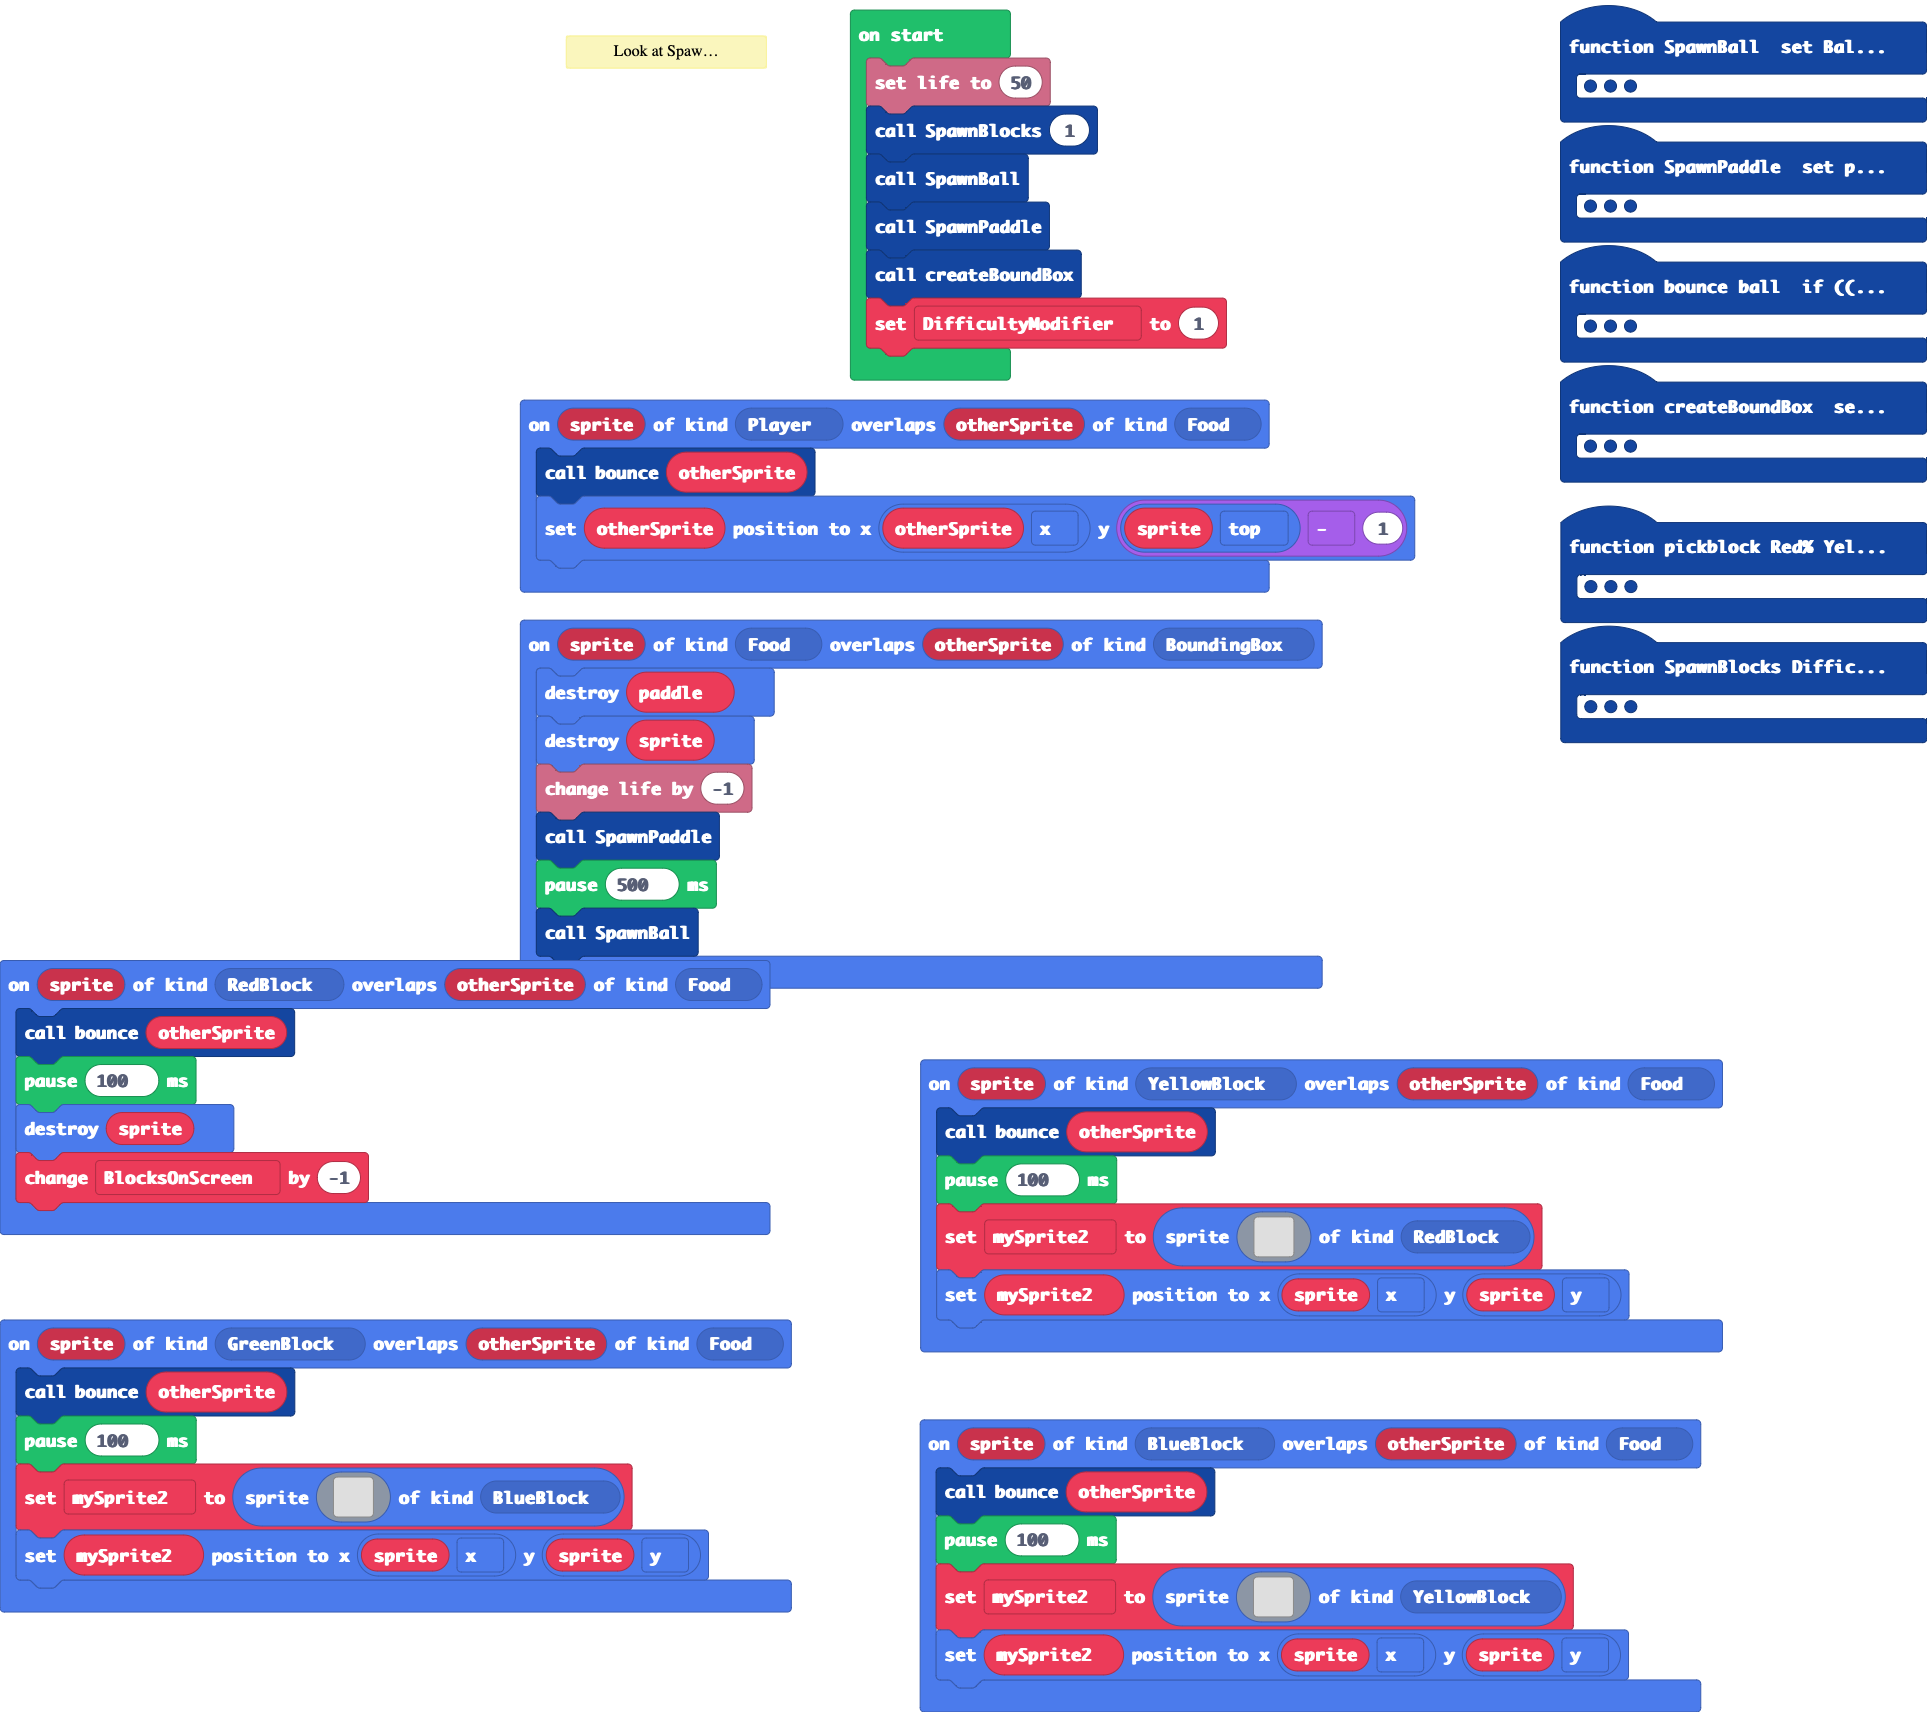 Look at Spaw...
on start
set life to 50
call SpawnBlocks 1
call SpawnBall
call SpawnPaddle
call createBoundBox
set DifficultyModifier to 1
on sprite of kind Player overlaps otherSprite of kind Food
call bounce otherSprite
set otherSprite position to x otherSprite x y sprite top - 1
on sprite of kind Food overlaps otherSprite of kind BoundingBox
destroy paddle
destroy sprite
change life by -1
call SpawnPaddle
pause 500 ms
call SpawnBall
on sprite of kind RedBlock overlaps otherSprite of kind Food
call bounce otherSprite
pause 100 ms
destroy sprite
change BlocksOnScreen by -1
on sprite of kind GreenBlock overlaps otherSprite of kind Food
call bounce otherSprite
pause 100 ms
set mySprite2 to sprite of kind BlueBlock
set mySprite2 position to x sprite x y sprite y
on sprite of kind YellowBlock overlaps otherSprite of kind Food
call bounce otherSprite
pause 100 ms
set mySprite2 to sprite of kind RedBlock
set mySprite2 position to x sprite x y sprite y
on sprite of kind BlueBlock overlaps otherSprite of kind Food
call bounce otherSprite
pause 100 ms
set mySprite2 to sprite of kind YellowBlock
set mySprite2 position to x sprite x y sprite y
function SpawnBall set Bal...
function SpawnPaddle set p...
function bounce ball if ((...
function createBoundBox se...
function pickblock Red% Yel...
function SpawnBlocks Diffic...